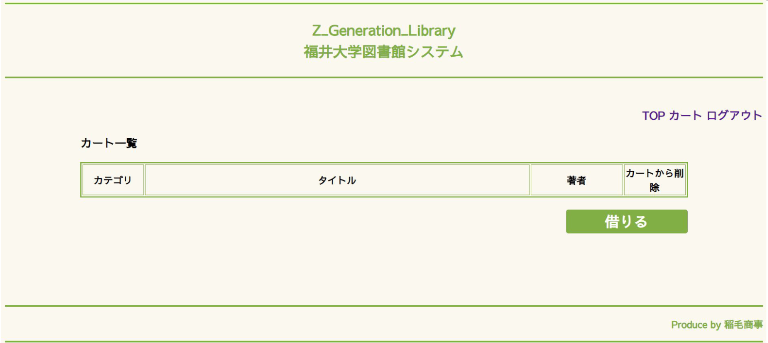 Z_Generation_Library
福井大学図書館システム
TOP カート ログアウト
カート一覧
カテゴリ タイトル 著者 カートから削
除
借りる
Produce by 稲毛商事